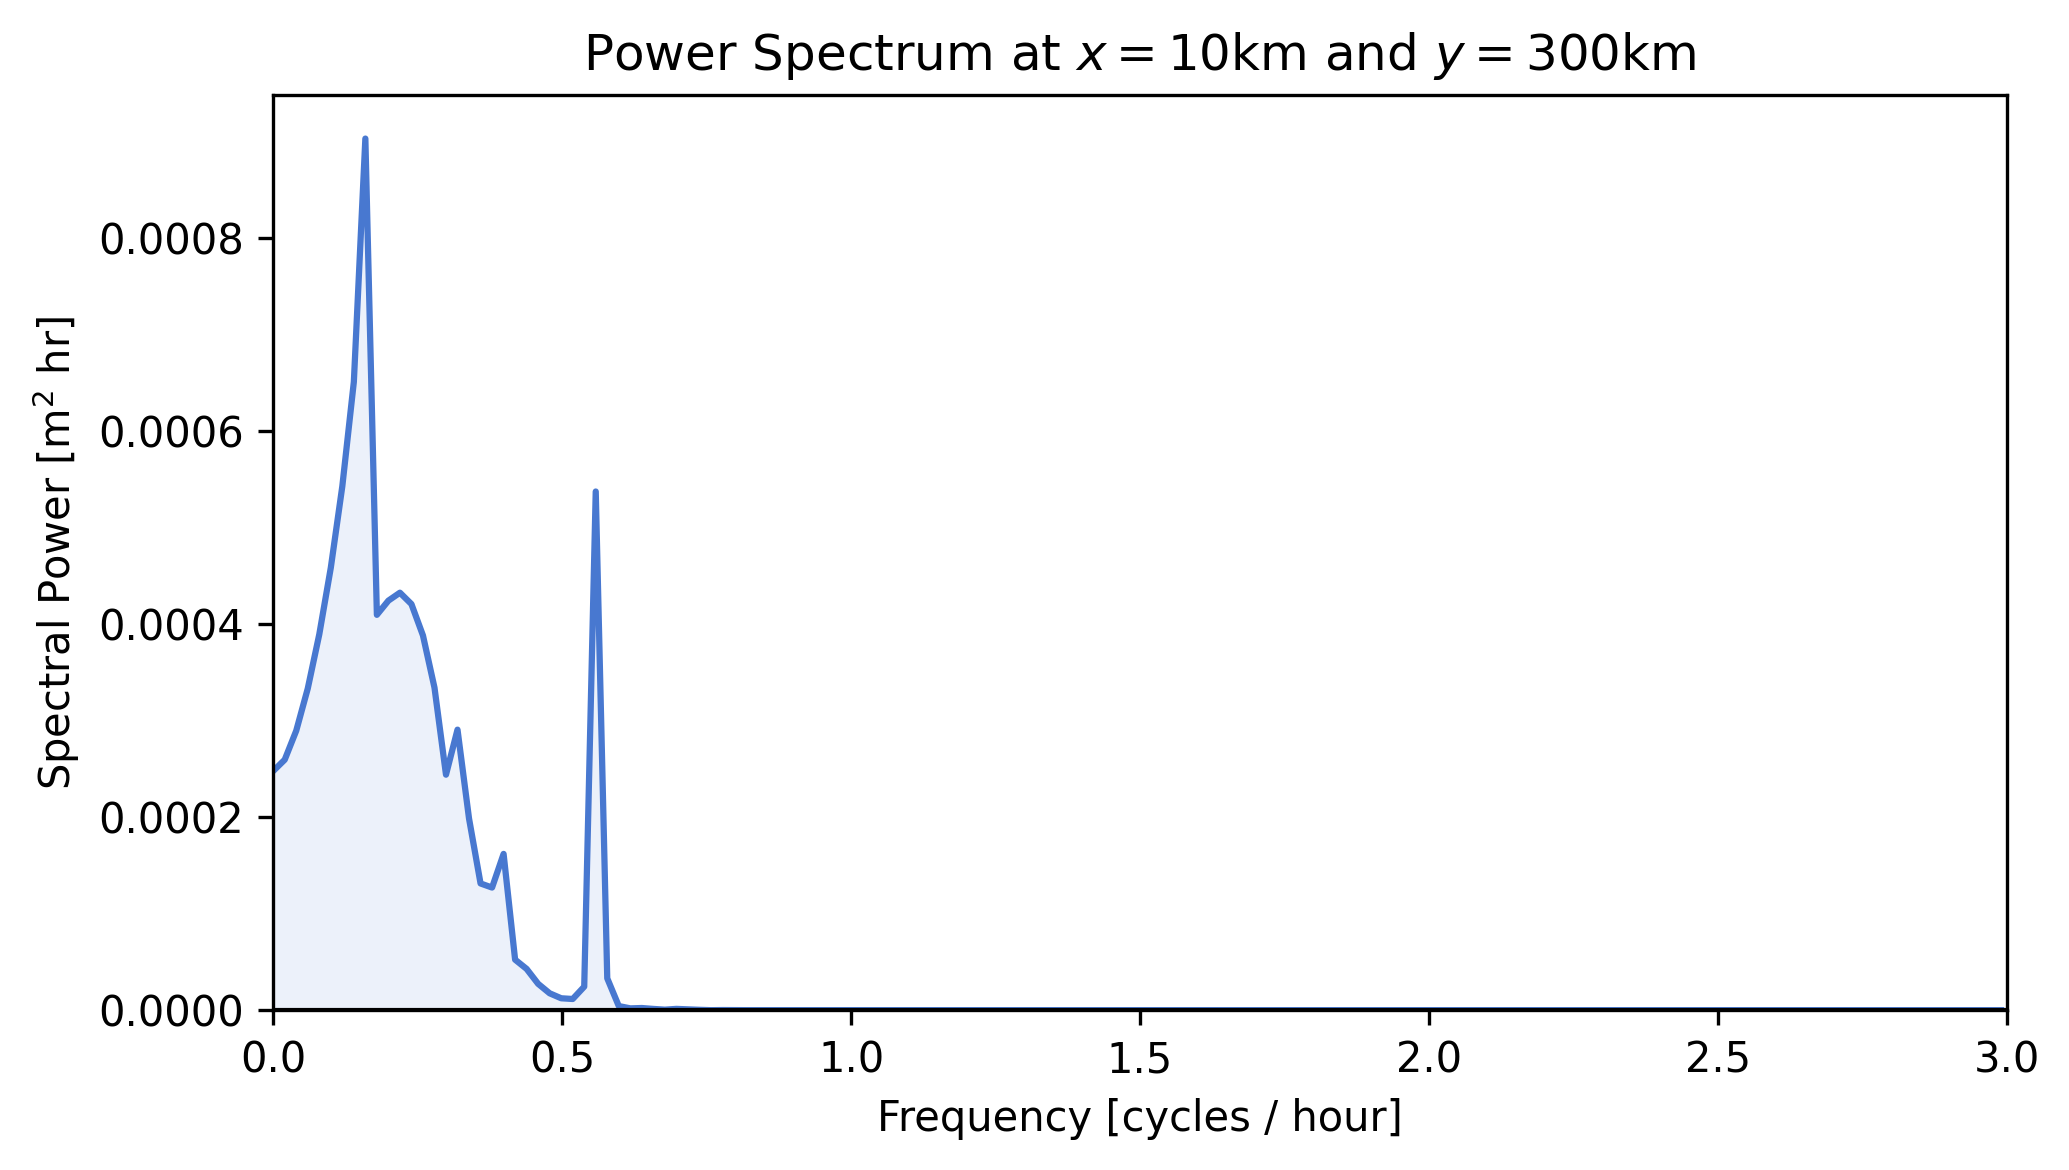 Power Spectrum at x = 10km and y = 300km
Spectral Power [m² hr]
0.0008
0.0006
0.0004
0.0002
0.0000
0.0 0.5 1.0 1.5 2.0 2.5 3.0
Frequency [cycles / hour]